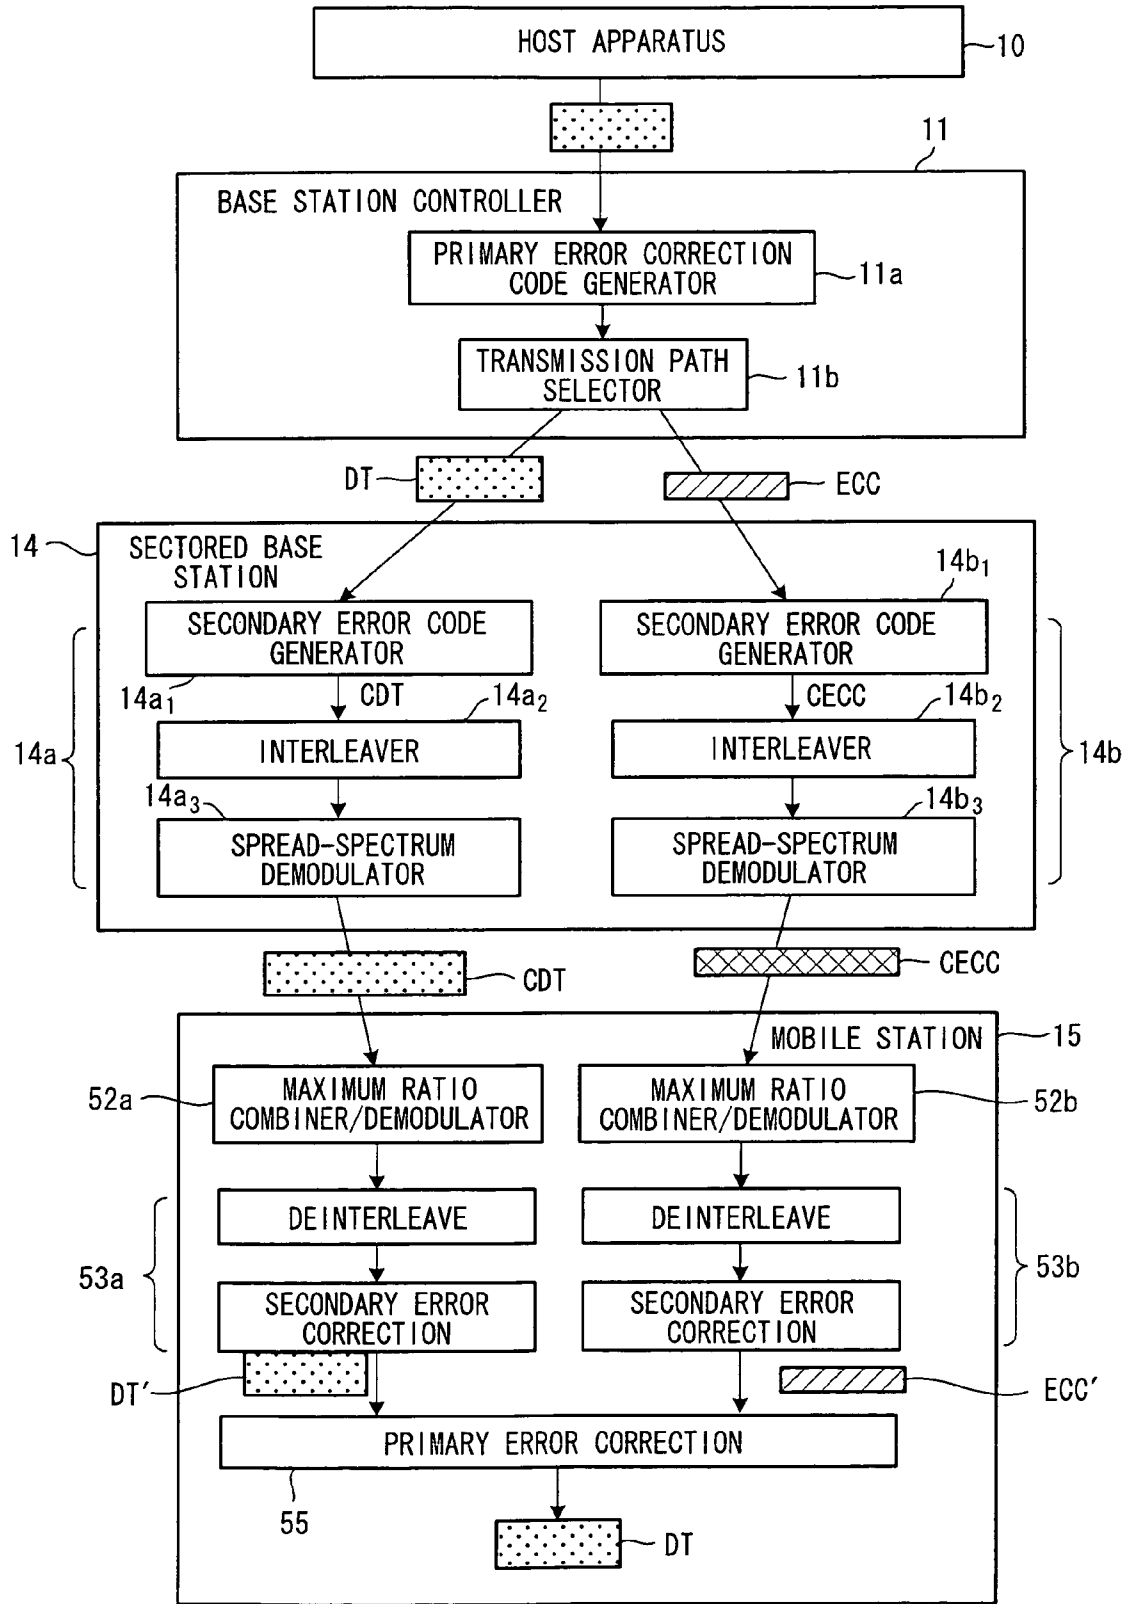 HOST APPARATUS
10
11
BASE STATION CONTROLLER
PRIMARY ERROR CORRECTION
CODE GENERATOR
11a
TRANSMISSION PATH
SELECTOR
11b
DT
ECC
14
SECTORED BASE
STATION
14b1
SECONDARY ERROR CODE
GENERATOR
SECONDARY ERROR CODE
GENERATOR
14a1
CDT
14a2
CECC
14b2
14a
INTERLEAVER
INTERLEAVER
14b
14a3
14b3
SPREAD-SPECTRUM
DEMODULATOR
SPREAD-SPECTRUM
DEMODULATOR
CDT
CECC
MOBILE STATION
15
52a
MAXIMUM RATIO
COMBINER/DEMODULATOR
MAXIMUM RATIO
COMBINER/DEMODULATOR
52b
DEINTERLEAVE
DEINTERLEAVE
53a
53b
SECONDARY ERROR
CORRECTION
SECONDARY ERROR
CORRECTION
DT′
ECC′
PRIMARY ERROR CORRECTION
55
DT